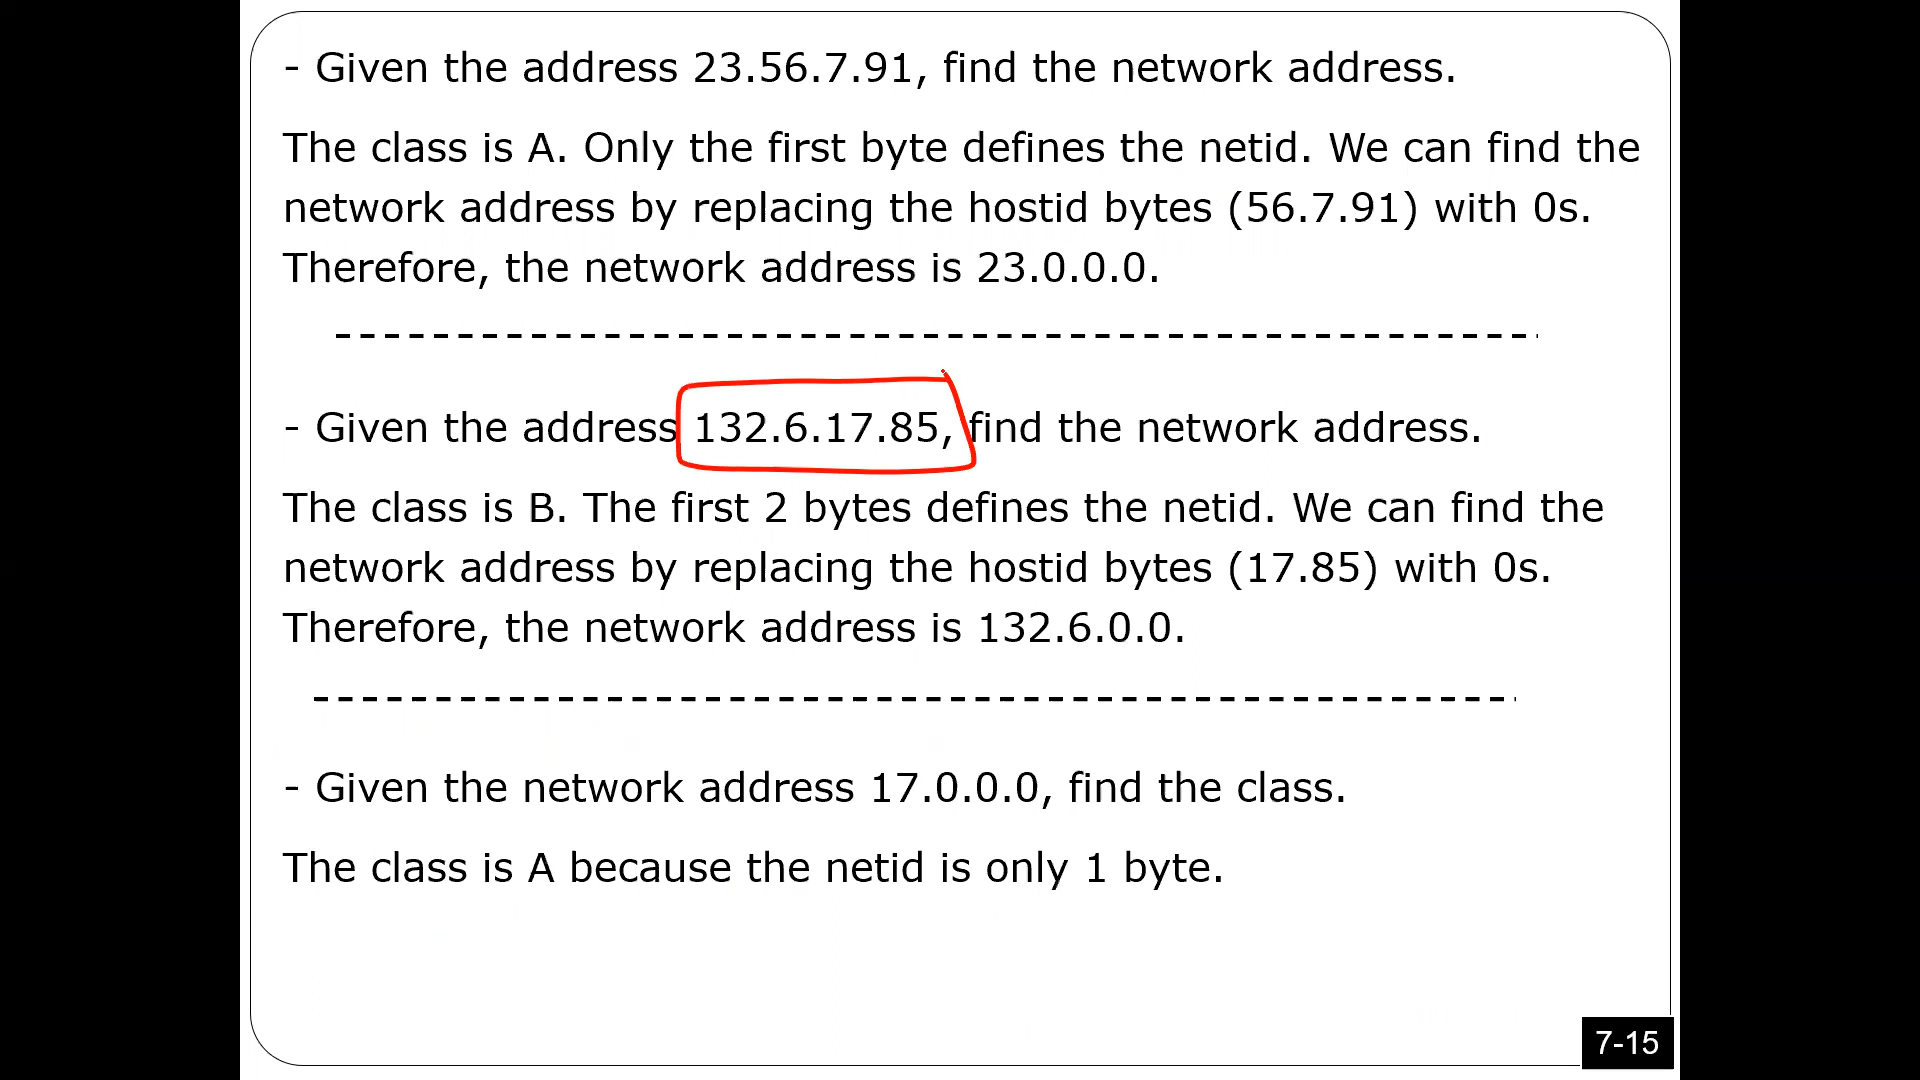 - Given the address 23.56.7.91, find the network address.
The class is A. Only the first byte defines the netid. We can find the
network address by replacing the hostid bytes (56.7.91) with 0s.
Therefore, the network address is 23.0.0.0.
- Given the address 132.6.17.85, find the network address.
The class is B. The first 2 bytes defines the netid. We can find the
network address by replacing the hostid bytes (17.85) with 0s.
Therefore, the network address is 132.6.0.0.
- Given the network address 17.0.0.0, find the class.
The class is A because the netid is only 1 byte.
7-15